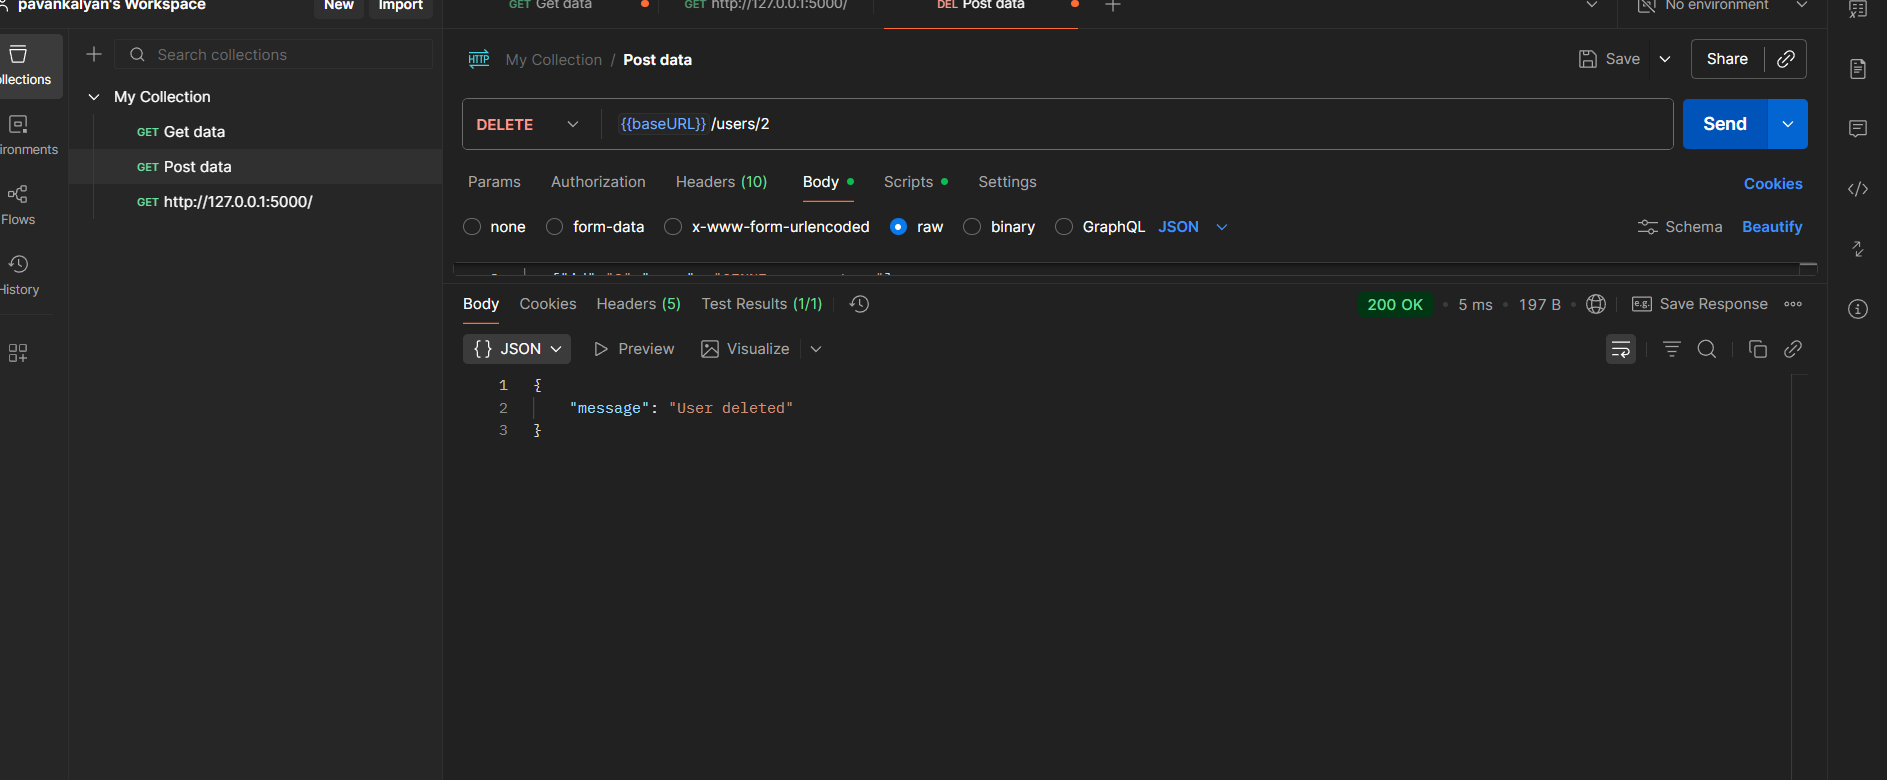 pavankalyan's Workspace New Import
GET Get data GET http://127.0.0.1:5000/ DEL Post data No environment
Search collections
My Collection / Post data Save Share
llections
My Collection
GET Get data
DELETE {{baseURL}}/users/2 Send
ironments
GET Post data
GET http://127.0.0.1:5000/
Flows
History
Params Authorization Headers (10) Body Scripts Settings Cookies
none form-data x-www-form-urlencoded raw binary GraphQL JSON Schema Beautify
Body Cookies Headers (5) Test Results (1/1) 200 OK 5 ms 197 B e.g. Save Response
{} JSON Preview Visualize
1 {
2 "message": "User deleted"
3 }